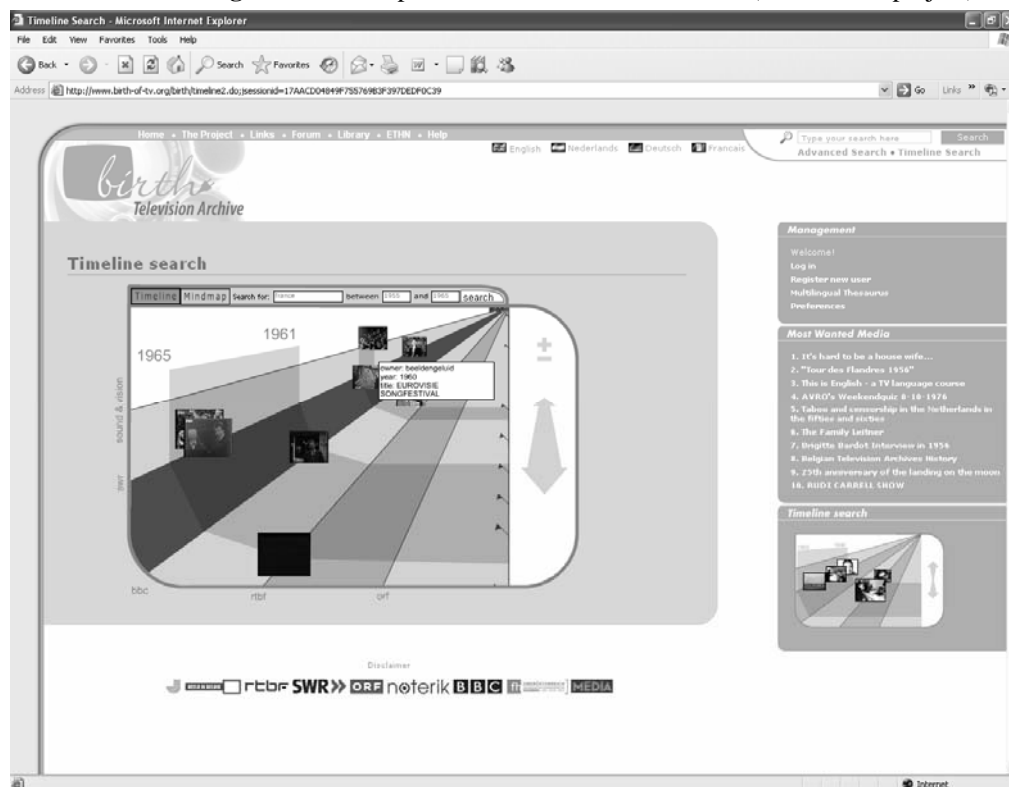 Timeline Search - Microsoft Internet Explorer
File Edit View Favorites Tools Help
Back Search Favorites
Address http://www.birth-of-tv.org/birth/timeline2.do;jsessionid=17AACD04849F755769B3F397DEDF0C39 Go Links »
Home • The Project • Links • Forum • Library • ETHN • Help
English Nederlands Deutsch Francais
Type your search here Search
Advanced Search • Timeline Search
birth
Television Archive
Timeline search
Timeline Mindmap Search for: france between 1955 and 1965 search
1965
1961
owner: beeldengeluid
year: 1960
title: EUROVISIE
SONGFESTIVAL
sound & vision
swr
bbc
rtbf
orf
Management
Welcome!
Log in
Register new user
Multilingual Thesaurus
Preferences
Most Wanted Media
1. It's hard to be a house wife...
2. "Tour des Flandres 1956"
3. This is English - a TV language course
4. AVRO's Weekendquiz 8-10-1976
5. Taboo and censorship in the Netherlands in
the fifties and sixties
6. The Family Leitner
7. Brigitte Bardot Interview in 1956
8. Belgian Television Archives History
9. 25th anniversary of the landing on the moon
10. RUDI CARRELL SHOW
Timeline search
Disclaimer
rtbf SWR» ORF noterik BBC MEDIA
Internet